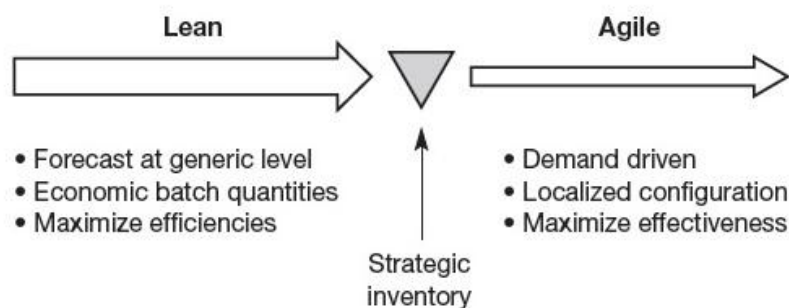 Lean
Agile
• Forecast at generic level
• Economic batch quantities
• Maximize efficiencies
• Demand driven
• Localized configuration
• Maximize effectiveness
Strategic
inventory